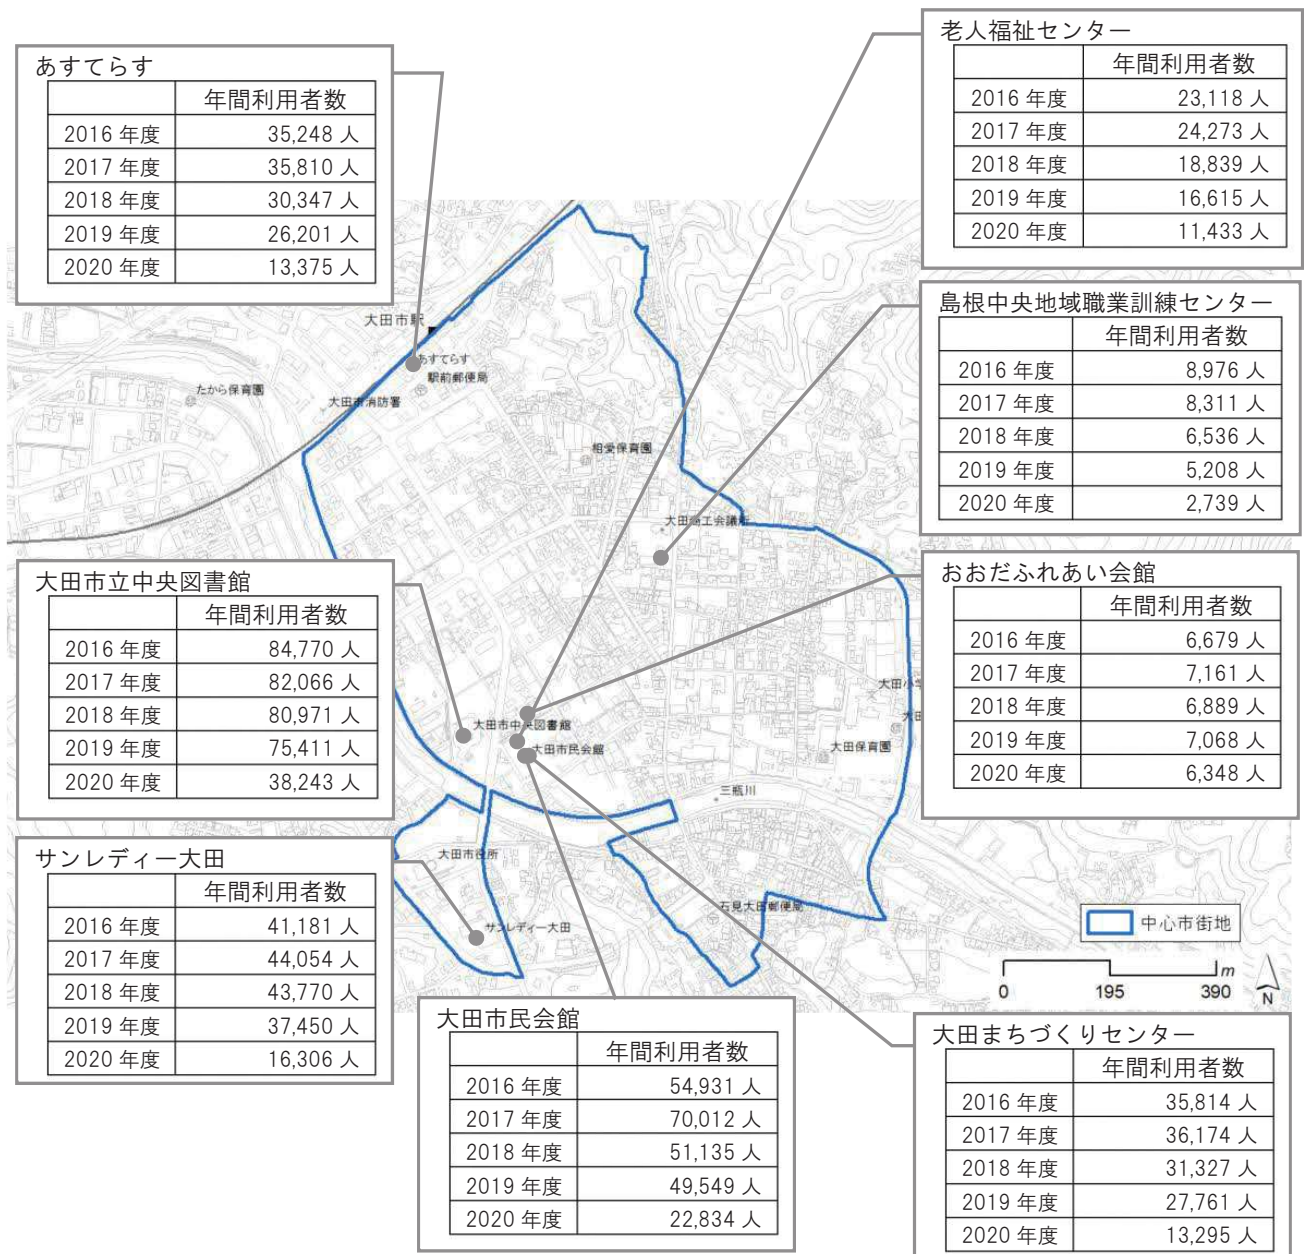 あすてらす
年間利用者数
2016 年度 35,248 人
2017 年度 35,810 人
2018 年度 30,347 人
2019 年度 26,201 人
2020 年度 13,375 人
老人福祉センター
年間利用者数
2016 年度 23,118 人
2017 年度 24,273 人
2018 年度 18,839 人
2019 年度 16,615 人
2020 年度 11,433 人
島根中央地域職業訓練センター
年間利用者数
2016 年度 8,976 人
2017 年度 8,311 人
2018 年度 6,536 人
2019 年度 5,208 人
2020 年度 2,739 人
大田市駅
あすてらす
駅前郵便局
たから保育園
大田市消防署
相愛保育園
大田商工会議所
大田市立中央図書館
年間利用者数
2016 年度 84,770 人
2017 年度 82,066 人
2018 年度 80,971 人
2019 年度 75,411 人
2020 年度 38,243 人
おおだふれあい会館
年間利用者数
2016 年度 6,679 人
2017 年度 7,161 人
2018 年度 6,889 人
2019 年度 7,068 人
2020 年度 6,348 人
大田小学
大田
大田市中央図書館
大田市民会館
大田保育園
三瓶川
大田市役所
石見大田郵便局
サンレディー大田
サンレディー大田
年間利用者数
2016 年度 41,181 人
2017 年度 44,054 人
2018 年度 43,770 人
2019 年度 37,450 人
2020 年度 16,306 人
中心市街地
m
0 195 390
N
大田市民会館
年間利用者数
2016 年度 54,931 人
2017 年度 70,012 人
2018 年度 51,135 人
2019 年度 49,549 人
2020 年度 22,834 人
大田まちづくりセンター
年間利用者数
2016 年度 35,814 人
2017 年度 36,174 人
2018 年度 31,327 人
2019 年度 27,761 人
2020 年度 13,295 人